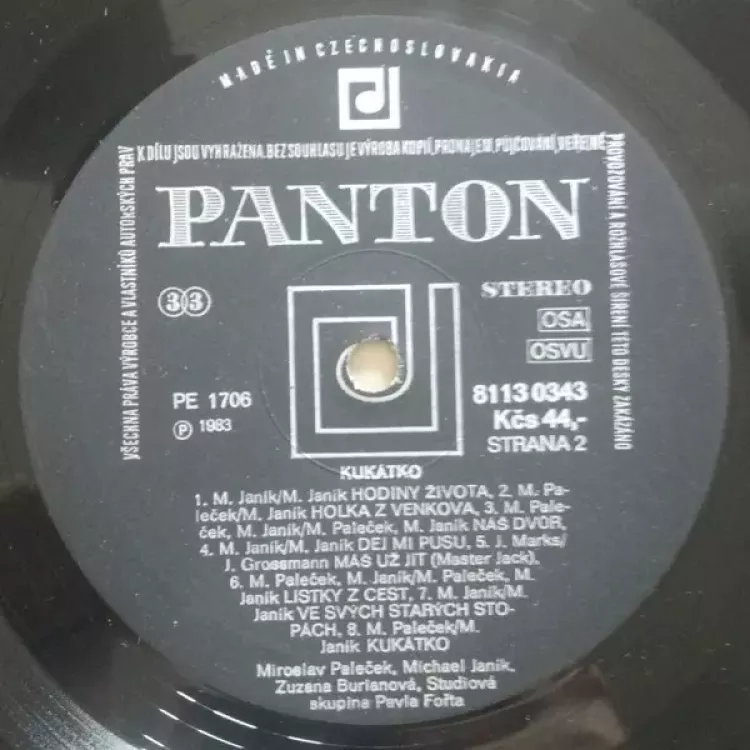 MADE IN CZECHOSLOVAKIA
VŠECHNA PRÁVA VÝROBCE A VLASTNÍKŮ AUTORSKÝCH PRÁV
K DÍLU JSOU VYHRAŽENA. BEZ SOUHLASU JE VÝROBA KOPIÍ, PRONÁJEM, PŮJČOVÁNÍ, VEŘEJNÉ
PROVOZOVÁNÍ A ROZHLASOVÉ ŠÍŘENÍ TÉTO DESKY ZAKÁZÁNO
PANTON
33
STEREO
OSA
OSVU
PE 1706
℗ 1983
8113 0343
Kčs 44,-
STRANA 2
KUKÁTKO
1. M. Janík/M. Janík HODINY ŽIVOTA, 2. M. Pa-
leček/M. Janík HOLKA Z VENKOVA, 3. M. Pale-
ček, M. Janík/M. Paleček, M. Janík NÁŠ DVŮR,
4. M. Janík/M. Janík DEJ MI PUSU, 5. J. Marks/
J. Grossmann MÁŠ UŽ JÍT (Master Jack),
6. M. Paleček, M. Janík/M. Paleček, M.
Janík LÍSTKY Z CEST, 7. M. Janík/M.
Janík VE SVÝCH STARÝCH STO-
PÁCH, 8. M. Paleček/M.
Janík KUKÁTKO
Miroslav Paleček, Michael Janík,
Zuzana Burianová, Studiová
skupina Pavla Fořta